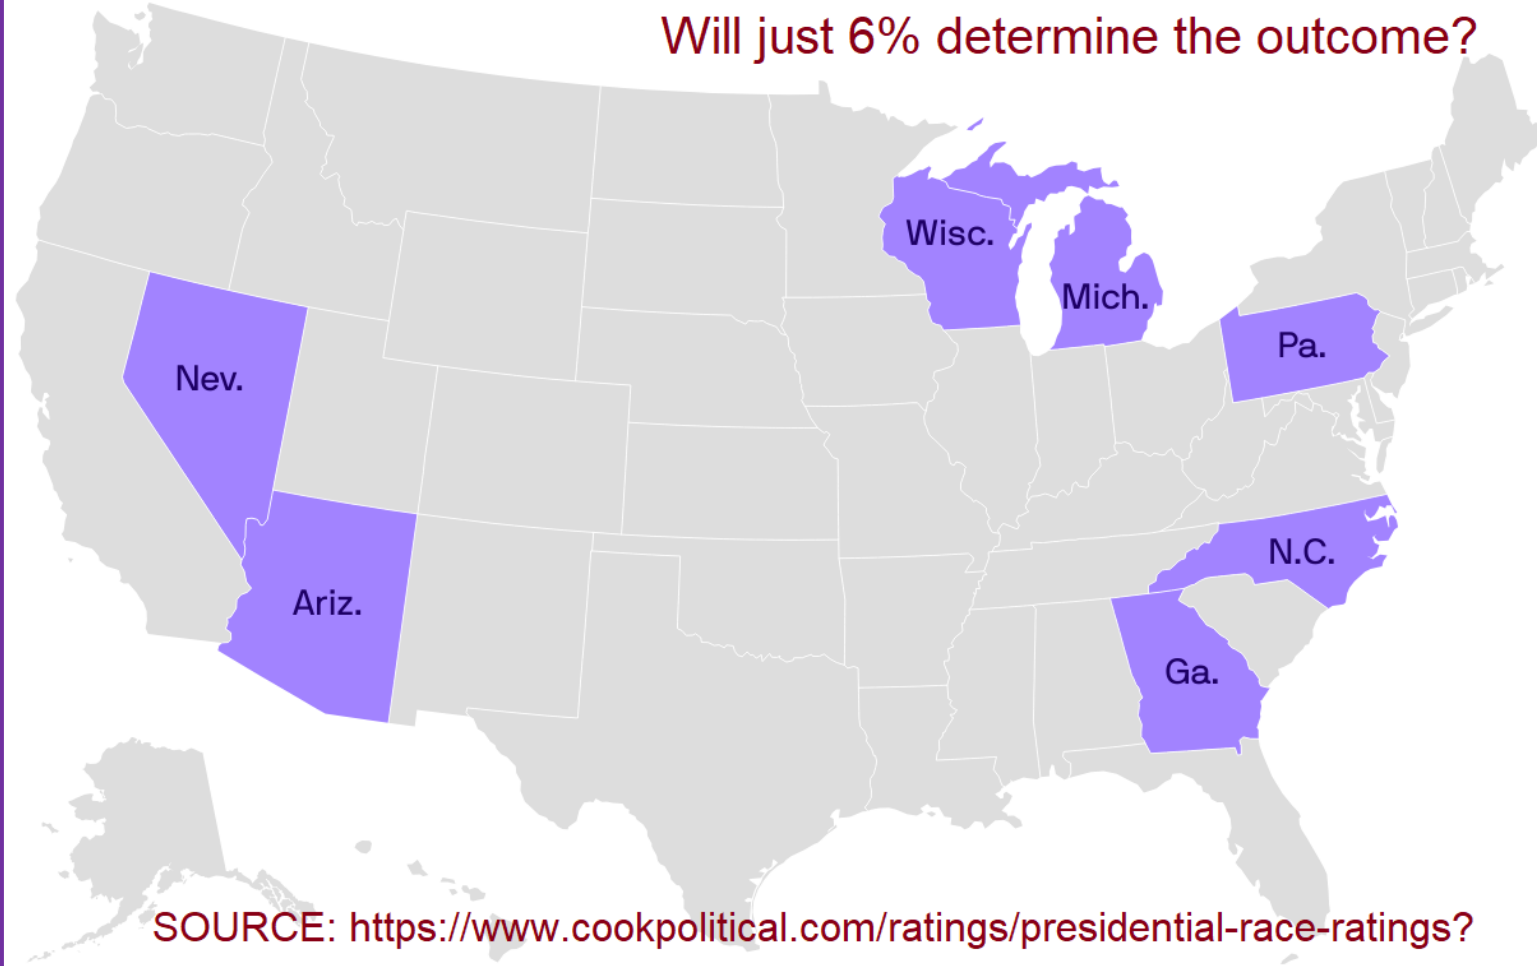 Will just 6% determine the outcome?
Wisc.
Mich.
Pa.
Nev.
N.C.
Ariz.
Ga.
SOURCE: https://www.cookpolitical.com/ratings/presidential-race-ratings?